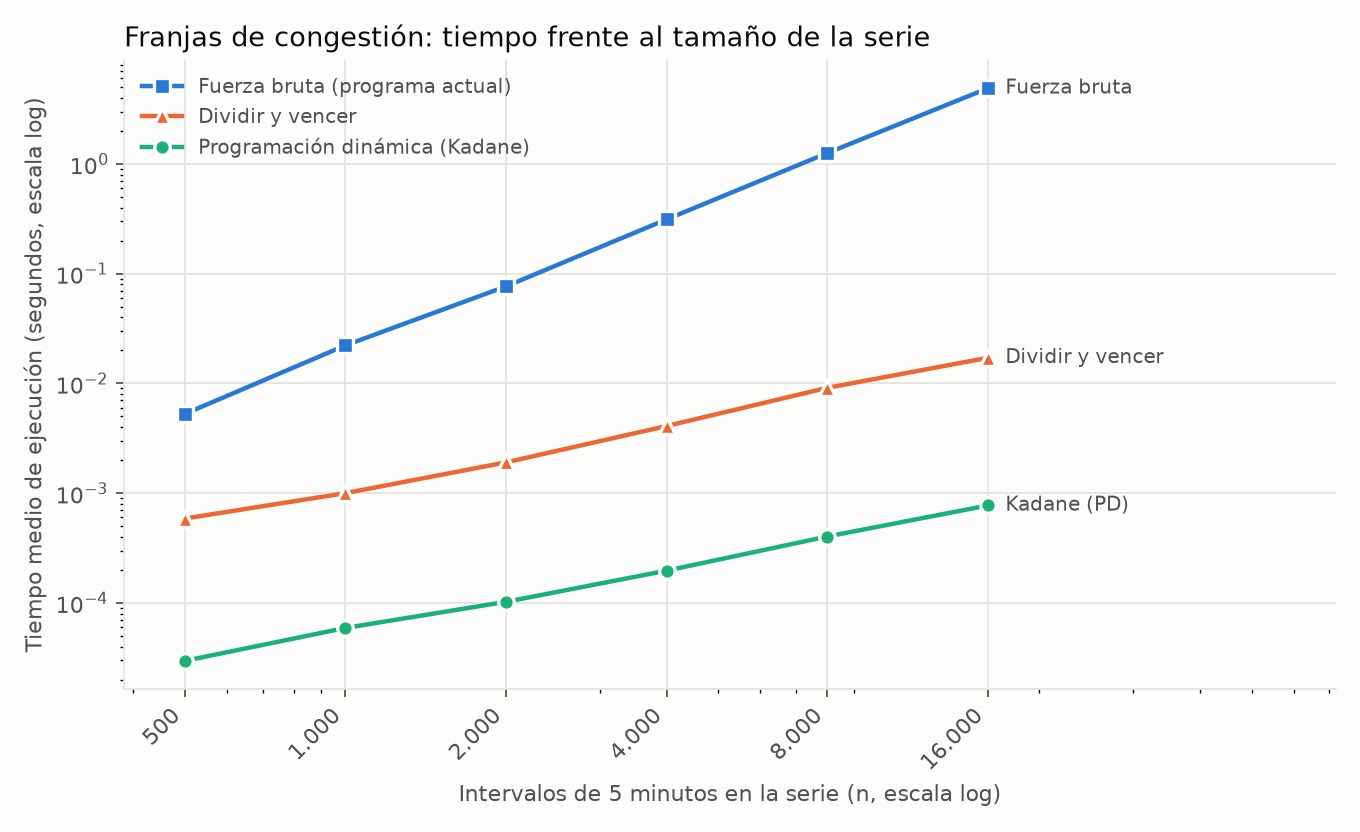 Franjas de congestión: tiempo frente al tamaño de la serie
Fuerza bruta (programa actual)
Dividir y vencer
Programación dinámica (Kadane)
Tiempo medio de ejecución (segundos, escala log)
10⁰
10⁻¹
10⁻²
10⁻³
10⁻⁴
Fuerza bruta
Dividir y vencer
Kadane (PD)
500
1.000
2.000
4.000
8.000
16.000
Intervalos de 5 minutos en la serie (n, escala log)